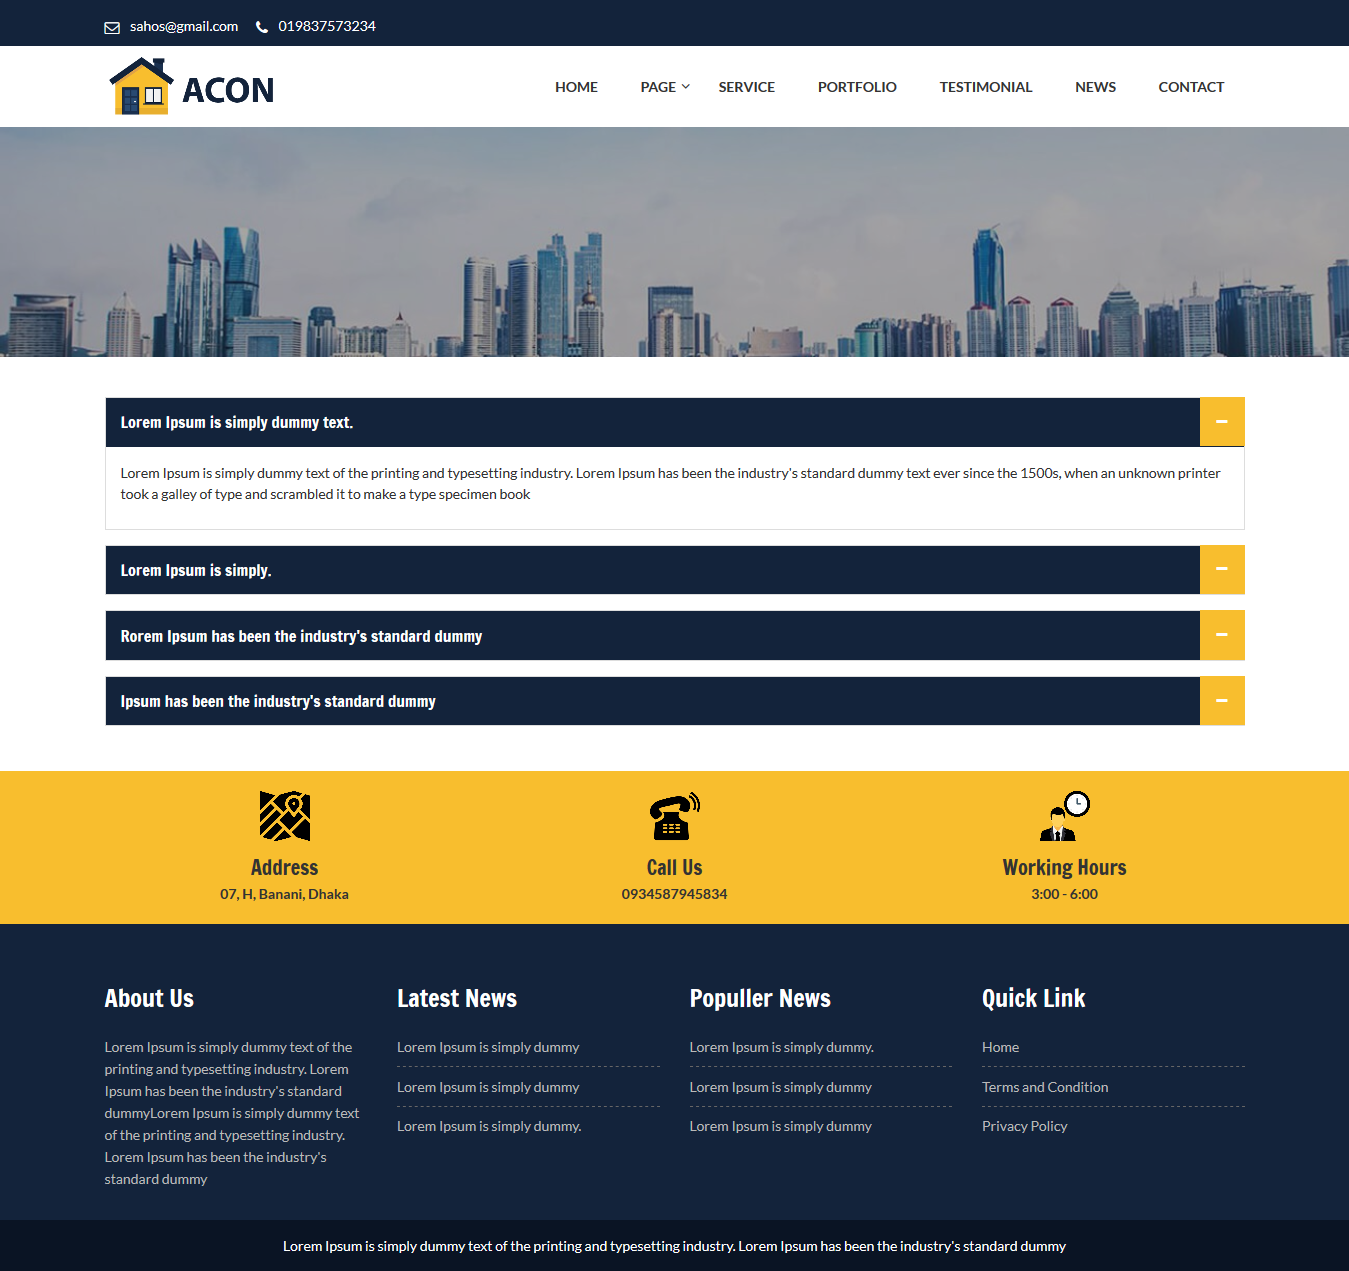 sahos@gmail.com 019837573234
ACON
HOME PAGE SERVICE PORTFOLIO TESTIMONIAL NEWS CONTACT
Lorem Ipsum is simply dummy text.
Lorem Ipsum is simply dummy text of the printing and typesetting industry. Lorem Ipsum has been the industry's standard dummy text ever since the 1500s, when an unknown printer
took a galley of type and scrambled it to make a type specimen book
Lorem Ipsum is simply.
Rorem Ipsum has been the industry's standard dummy
Ipsum has been the industry's standard dummy
Address
07, H, Banani, Dhaka
Call Us
0934587945834
Working Hours
3:00 - 6:00
About Us
Lorem Ipsum is simply dummy text of the
printing and typesetting industry. Lorem
Ipsum has been the industry's standard
dummyLorem Ipsum is simply dummy text
of the printing and typesetting industry.
Lorem Ipsum has been the industry's
standard dummy
Latest News
Lorem Ipsum is simply dummy
Lorem Ipsum is simply dummy
Lorem Ipsum is simply dummy.
Populler News
Lorem Ipsum is simply dummy.
Lorem Ipsum is simply dummy
Lorem Ipsum is simply dummy
Quick Link
Home
Terms and Condition
Privacy Policy
Lorem Ipsum is simply dummy text of the printing and typesetting industry. Lorem Ipsum has been the industry's standard dummy